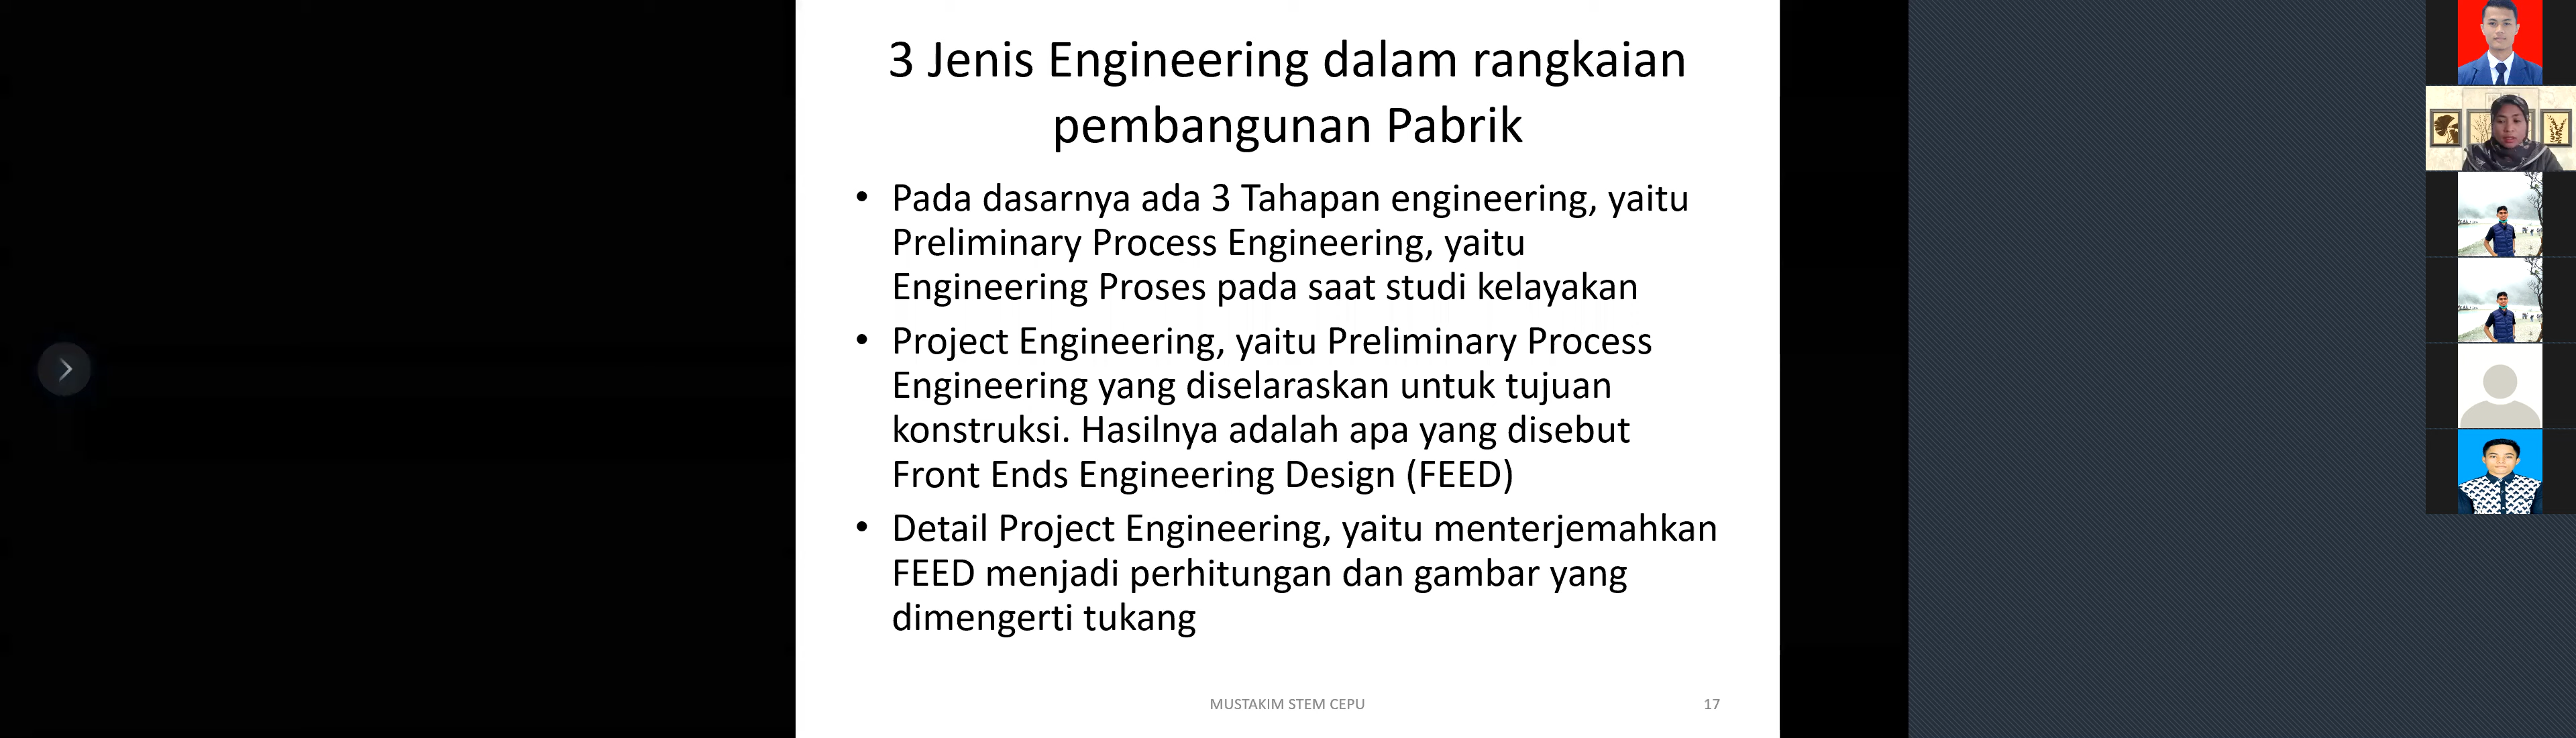 3 Jenis Engineering dalam rangkaian
pembangunan Pabrik
• Pada dasarnya ada 3 Tahapan engineering, yaitu
Preliminary Process Engineering, yaitu
Engineering Proses pada saat studi kelayakan
• Project Engineering, yaitu Preliminary Process
Engineering yang diselaraskan untuk tujuan
konstruksi. Hasilnya adalah apa yang disebut
Front Ends Engineering Design (FEED)
• Detail Project Engineering, yaitu menterjemahkan
FEED menjadi perhitungan dan gambar yang
dimengerti tukang
MUSTAKIM STEM CEPU
17